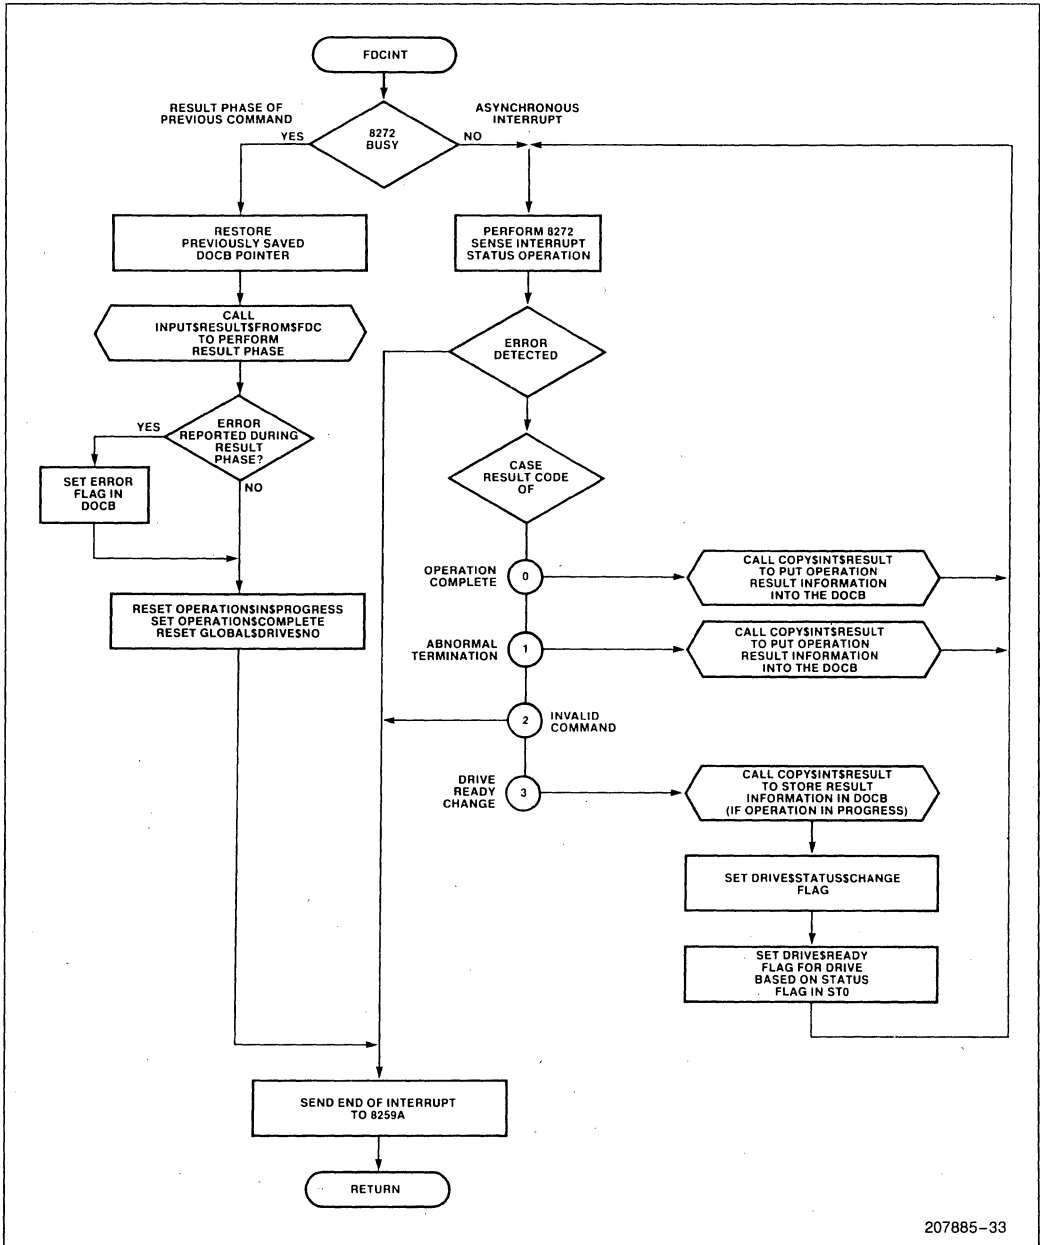 FDCINT
RESULT PHASE OF
PREVIOUS COMMAND
YES
8272
BUSY
NO
ASYNCHRONOUS
INTERRUPT
RESTORE
PREVIOUSLY SAVED
DOCB POINTER
PERFORM 8272
SENSE INTERRUPT
STATUS OPERATION
CALL
INPUT$RESULT$FROM$FDC
TO PERFORM
RESULT PHASE
ERROR
DETECTED
YES
ERROR
REPORTED DURING
RESULT
PHASE?
NO
SET ERROR
FLAG IN
DOCB
CASE
RESULT CODE
OF
OPERATION
COMPLETE
0
CALL COPY$INT$RESULT
TO PUT OPERATION
RESULT INFORMATION
INTO THE DOCB
RESET OPERATION$IN$PROGRESS
SET OPERATION$COMPLETE
RESET GLOBAL$DRIVE$NO
ABNORMAL
TERMINATION
1
CALL COPY$INT$RESULT
TO PUT OPERATION
RESULT INFORMATION
INTO THE DOCB
2
INVALID
COMMAND
DRIVE
READY
CHANGE
3
CALL COPY$INT$RESULT
TO STORE RESULT
INFORMATION IN DOCB
(IF OPERATION IN PROGRESS)
SET DRIVE$STATUS$CHANGE
FLAG
SET DRIVE$READY
FLAG FOR DRIVE
BASED ON STATUS
FLAG IN ST0
SEND END OF INTERRUPT
TO 8259A
RETURN
207885-33